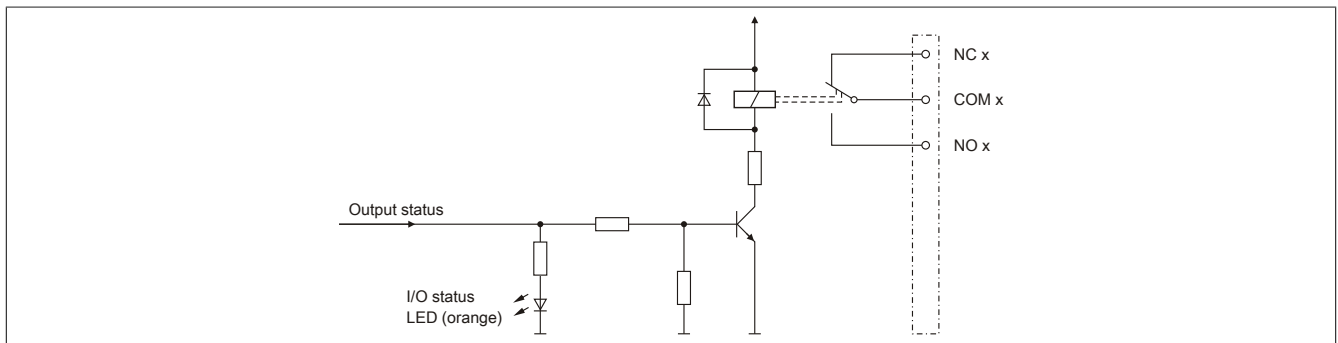 NC x
COM x
NO x
Output status
I/O status
LED (orange)